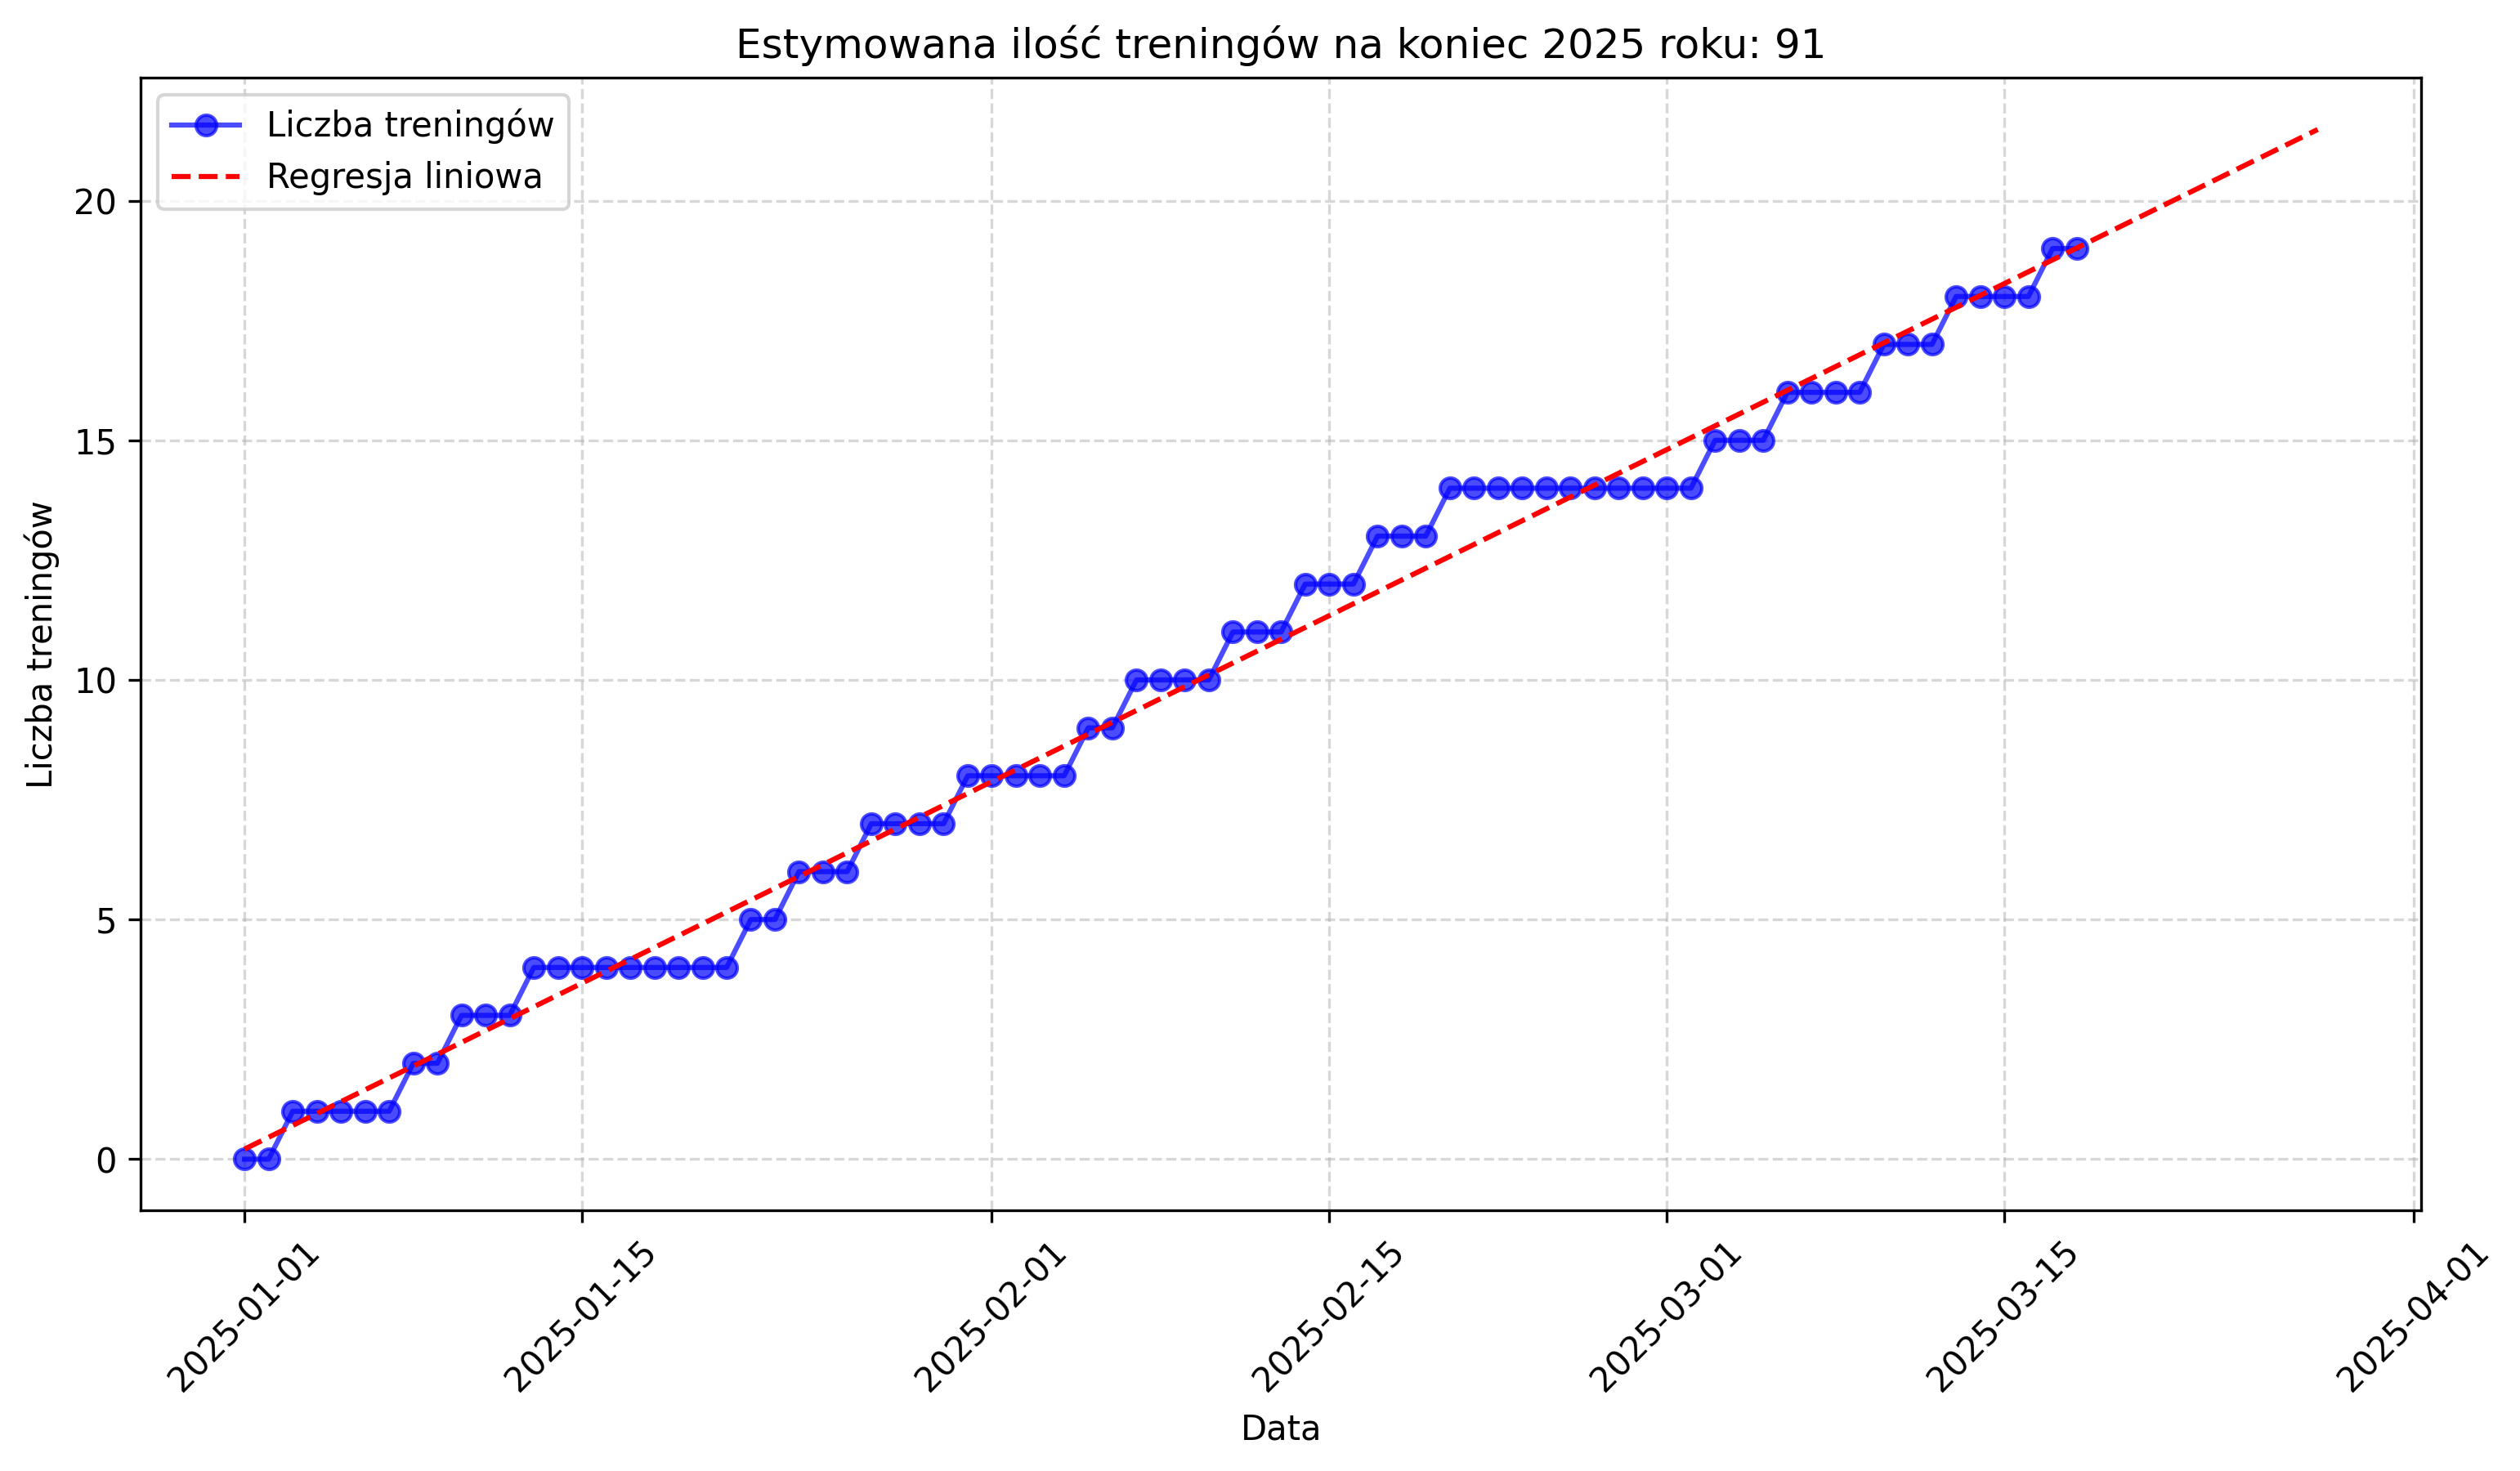 Estymowana ilość treningów na koniec 2025 roku: 91
Liczba treningów
Regresja liniowa
Liczba treningów
20
15
10
5
0
2025-01-01
2025-01-15
2025-02-01
2025-02-15
2025-03-01
2025-03-15
2025-04-01
Data